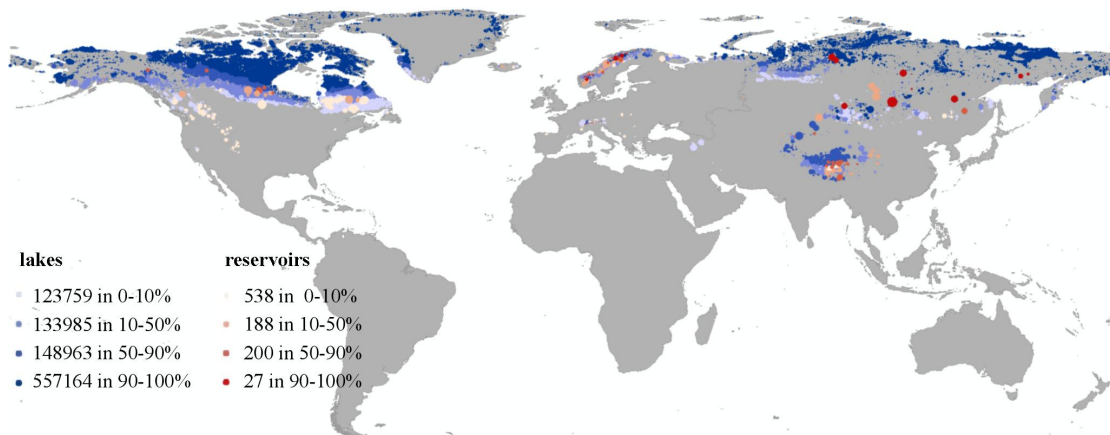 lakes
123759 in 0-10%
133985 in 10-50%
148963 in 50-90%
557164 in 90-100%
reservoirs
538 in 0-10%
188 in 10-50%
200 in 50-90%
27 in 90-100%